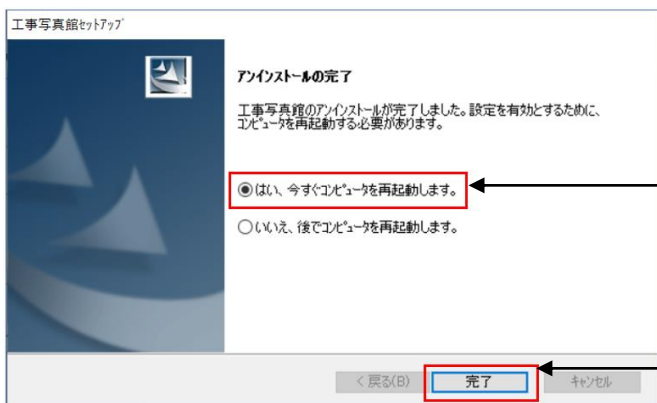 工事写真館ｾｯﾄｱｯﾌﾟ
ｱﾝｲﾝｽﾄｰﾙの完了
工事写真館のｱﾝｲﾝｽﾄｰﾙが完了しました。設定を有効とするために、
ｺﾝﾋﾟｭｰﾀを再起動する必要があります。
はい、今すぐｺﾝﾋﾟｭｰﾀを再起動します。
いいえ、後でｺﾝﾋﾟｭｰﾀを再起動します。
< 戻る(B) 完了 ｷｬﾝｾﾙ